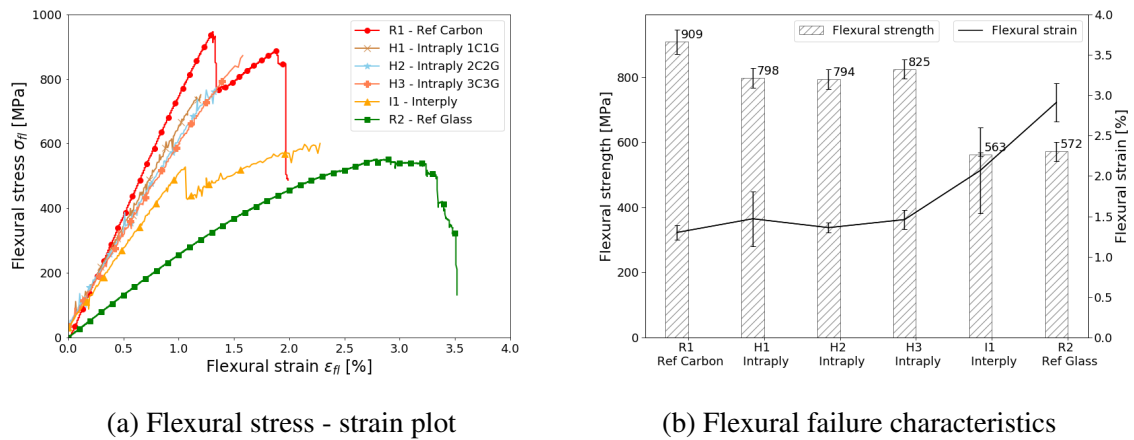 1000
800
600
400
200
0
Flexural stress σfl [MPa]
R1 - Ref Carbon
H1 - Intraply 1C1G
H2 - Intraply 2C2G
H3 - Intraply 3C3G
I1 - Interply
R2 - Ref Glass
0.0 0.5 1.0 1.5 2.0 2.5 3.0 3.5 4.0
Flexural strain εfl [%]
(a) Flexural stress - strain plot
800
600
400
200
0
Flexural strength [MPa]
Flexural strength
Flexural strain
909
798
794
825
563
572
4.0
3.5
3.0
2.5
2.0
1.5
1.0
0.5
0.0
Flexural strain [%]
R1 H1 H2 H3 I1 R2
Ref Carbon Intraply Intraply Intraply Interply Ref Glass
(b) Flexural failure characteristics